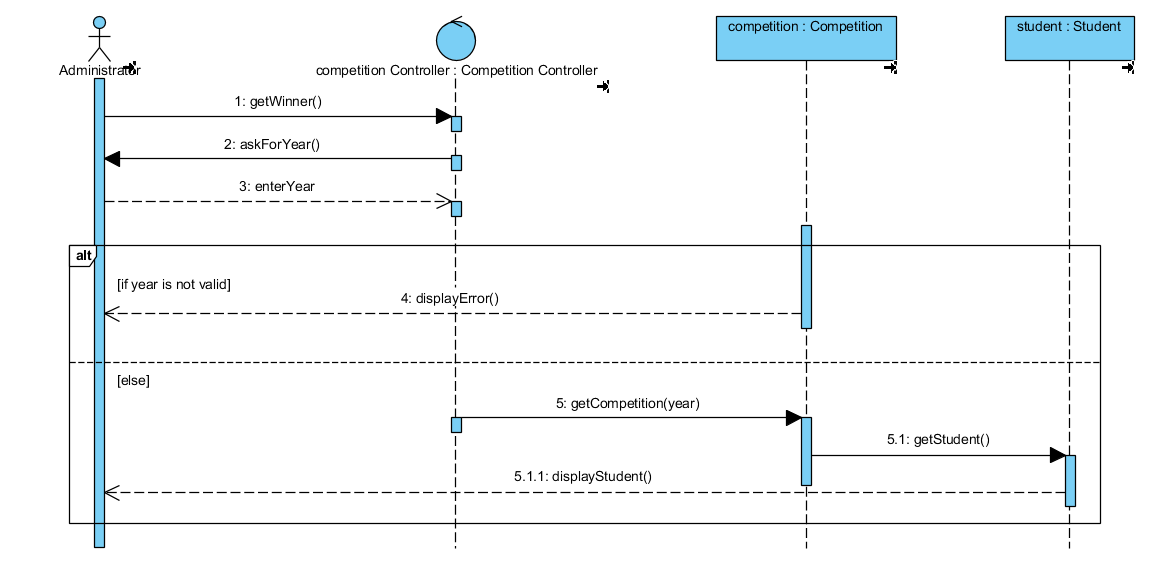 competition : Competition
student : Student
Administrator
competition Controller : Competition Controller
1: getWinner()
2: askForYear()
3: enterYear
alt
[if year is not valid]
4: displayError()
[else]
5: getCompetition(year)
5.1: getStudent()
5.1.1: displayStudent()